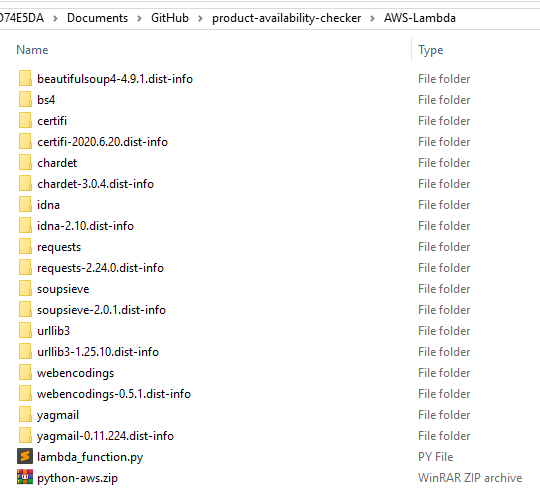 D74E5DA > Documents > GitHub > product-availability-checker > AWS-Lambda
Name Type
beautifulsoup4-4.9.1.dist-info File folder
bs4 File folder
certifi File folder
certifi-2020.6.20.dist-info File folder
chardet File folder
chardet-3.0.4.dist-info File folder
idna File folder
idna-2.10.dist-info File folder
requests File folder
requests-2.24.0.dist-info File folder
soupsieve File folder
soupsieve-2.0.1.dist-info File folder
urllib3 File folder
urllib3-1.25.10.dist-info File folder
webencodings File folder
webencodings-0.5.1.dist-info File folder
yagmail File folder
yagmail-0.11.224.dist-info File folder
lambda_function.py PY File
python-aws.zip WinRAR ZIP archive